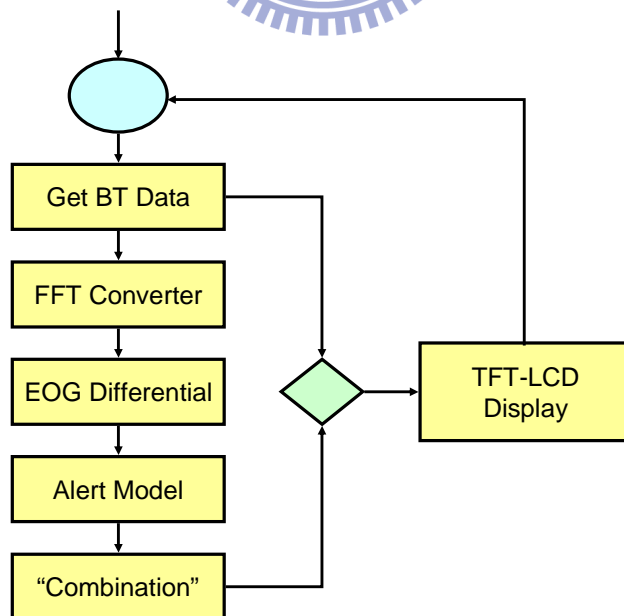 Get BT Data
FFT Converter
EOG Differential
TFT-LCD
Display
Alert Model
“Combination”